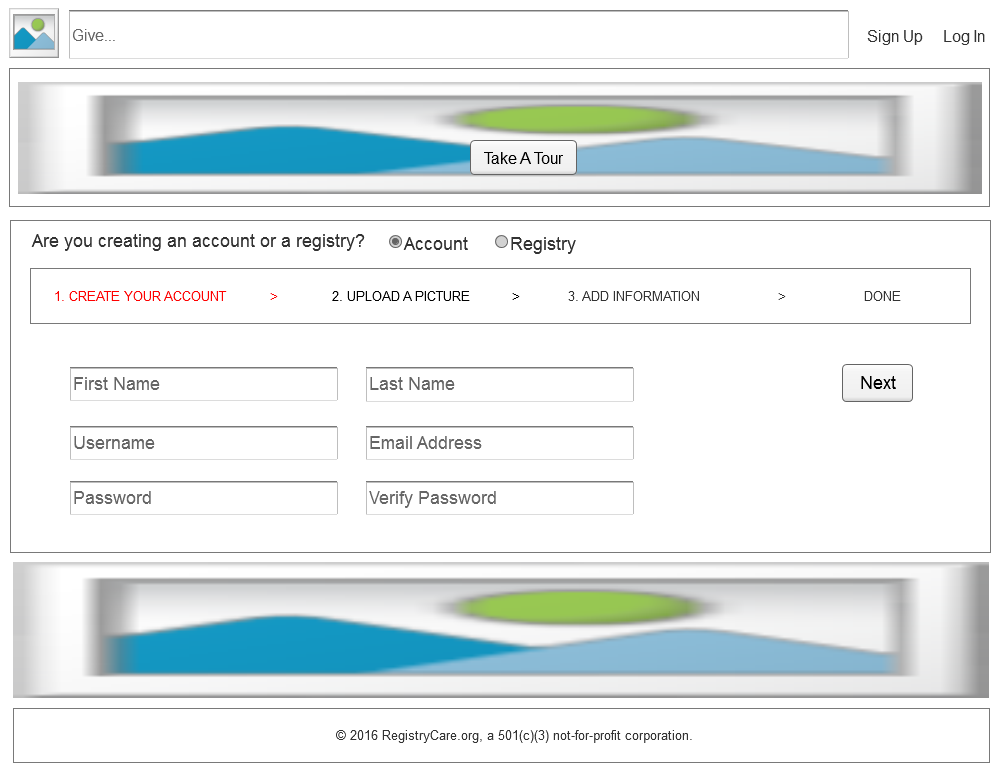 Give...
Sign Up
Log In
Take A Tour
Are you creating an account or a registry? Account Registry
1. CREATE YOUR ACCOUNT > 2. UPLOAD A PICTURE > 3. ADD INFORMATION > DONE
First Name Last Name Next
Username Email Address
Password Verify Password
© 2016 RegistryCare.org, a 501(c)(3) not-for-profit corporation.